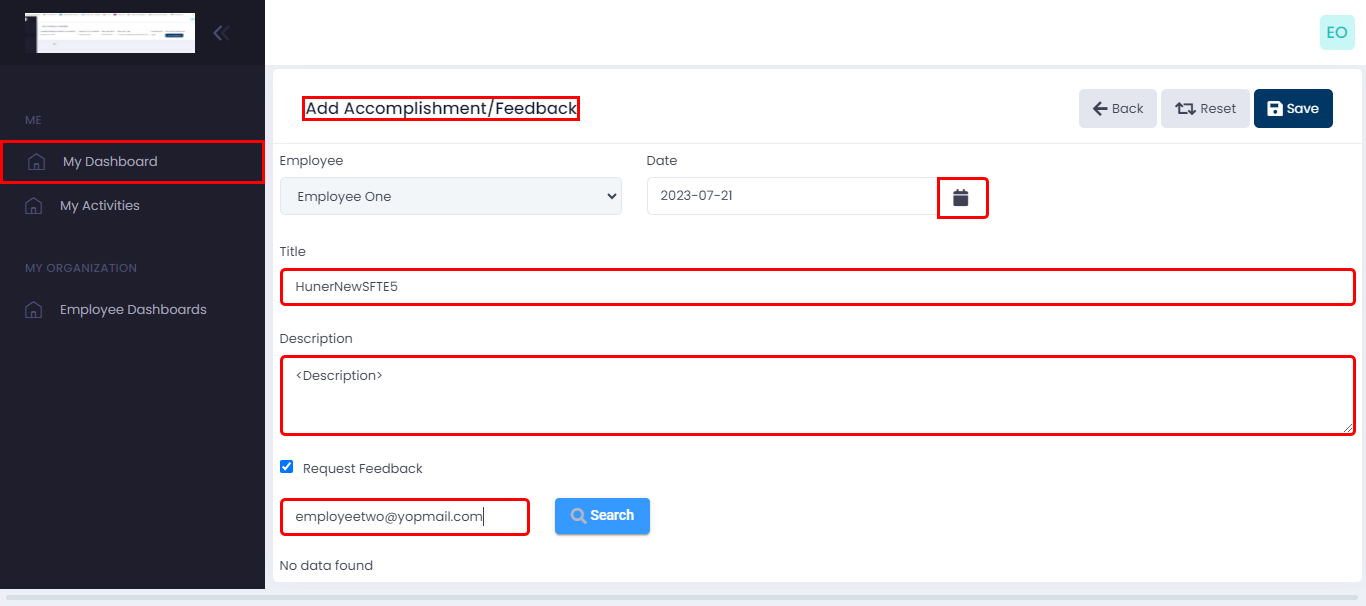 EO
ME
My Dashboard
My Activities
MY ORGANIZATION
Employee Dashboards
Add Accomplishment/Feedback
Back
Reset
Save
Employee
Date
Employee One
2023-07-21
Title
HunerNewSFTE5
Description
<Description>
Request Feedback
employeetwo@yopmail.com
Search
No data found